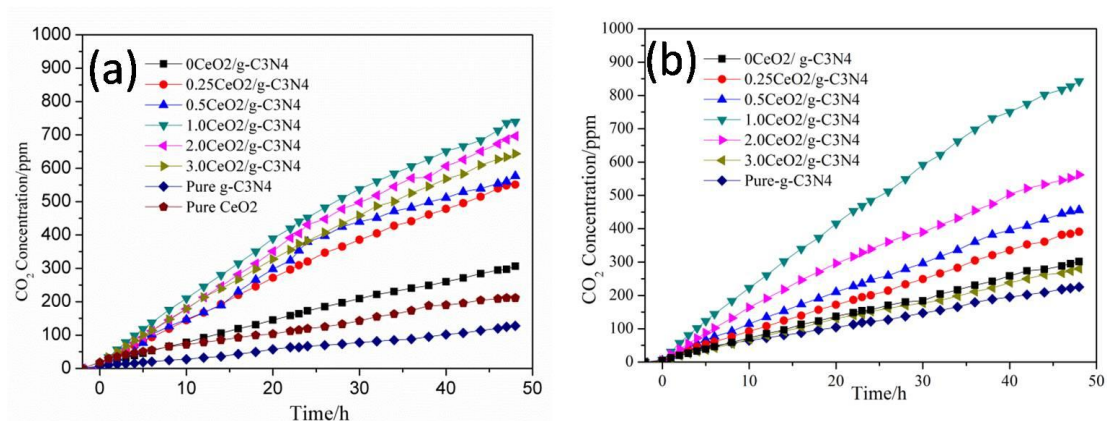 (a)
CO2 Concentration/ppm
1000
900
800
700
600
500
400
300
200
100
0
0CeO2/g-C3N4
0.25CeO2/g-C3N4
0.5CeO2/g-C3N4
1.0CeO2/g-C3N4
2.0CeO2/g-C3N4
3.0CeO2/g-C3N4
Pure g-C3N4
Pure CeO2
0 10 20 30 40 50
Time/h
(b)
CO2 Concentration/ppm
1000
900
800
700
600
500
400
300
200
100
0
0CeO2/ g-C3N4
0.25CeO2/g-C3N4
0.5CeO2/g-C3N4
1.0CeO2/g-C3N4
2.0CeO2/g-C3N4
3.0CeO2/g-C3N4
Pure-g-C3N4
0 10 20 30 40 50
Time/h